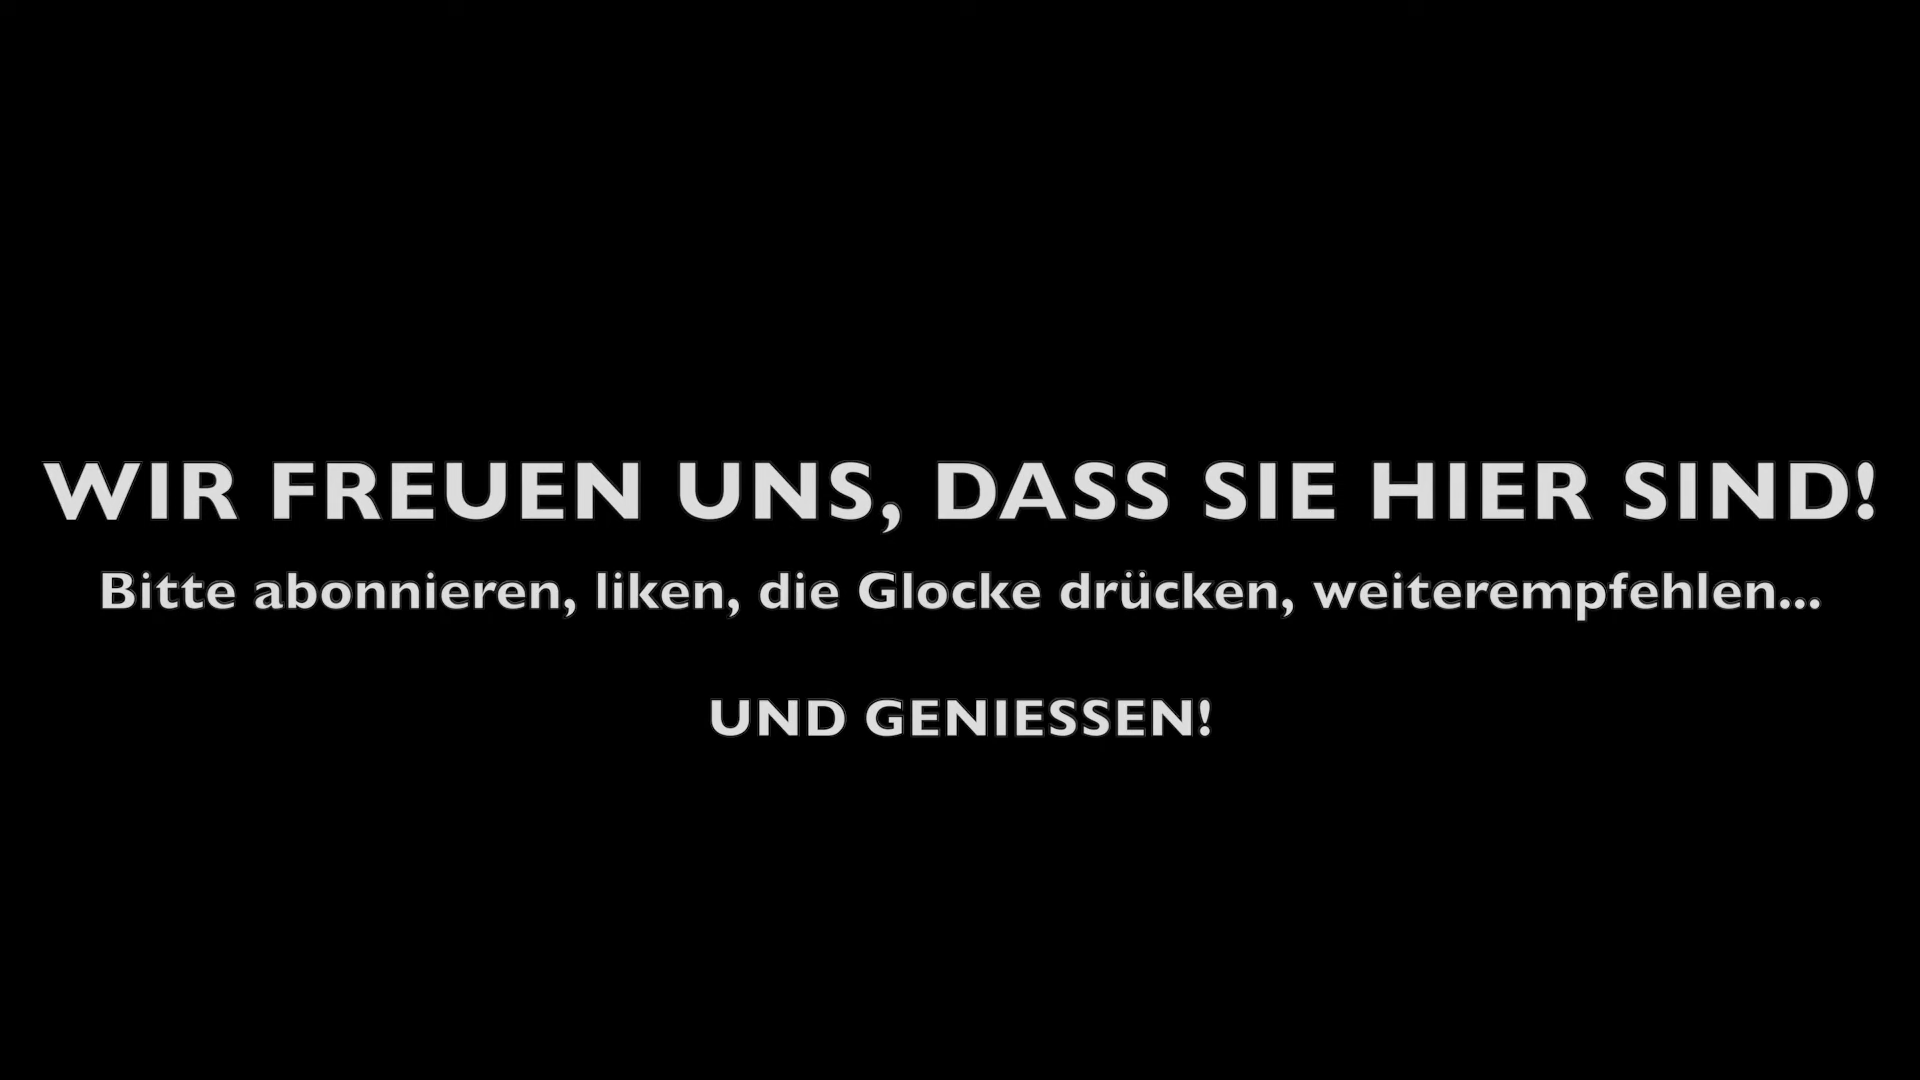 WIR FREUEN UNS, DASS SIE HIER SIND!
Bitte abonnieren, liken, die Glocke drücken, weiterempfehlen...
UND GENIESSEN!